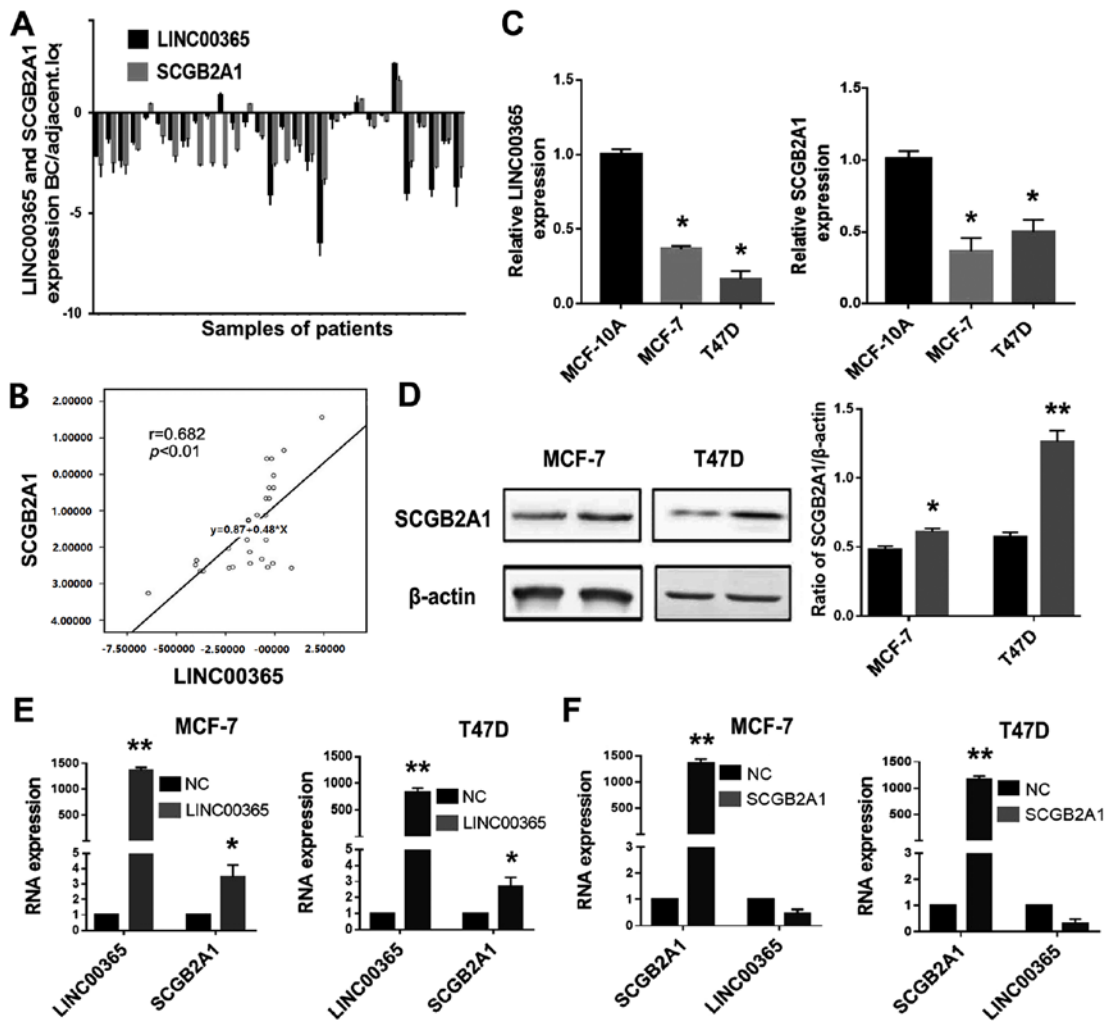 A
LINC00365
SCGB2A1
LINC00365 and SCGB2A1
expression BC/adjacent.log
0
-5
-10
Samples of patients
B
SCGB2A1
2.00000
1.00000
0.00000
1.00000
2.00000
3.00000
4.00000
r=0.682
p<0.01
y=0.87+0.48*X
-7.50000 -500000 -2.50000 -00000 2.50000
LINC00365
C
Relative LINC00365
expression
1.5
1.0
0.5
0.0
*
*
MCF-10A
MCF-7
T47D
Relative SCGB2A1
expression
1.5
1.0
0.5
0.0
*
*
MCF-10A
MCF-7
T47D
D
MCF-7 T47D
SCGB2A1
β-actin
Ratio of SCGB2A1/β-actin
1.5
1.0
0.5
0.0
*
**
MCF-7
T47D
E
MCF-7
RNA expression
1500
1000
500
5
4
3
2
1
0
**
*
NC
LINC00365
LINC00365
SCGB2A1
T47D
RNA expression
1500
1000
500
5
4
3
2
1
0
**
*
NC
LINC00365
LINC00365
SCGB2A1
F
MCF-7
RNA expression
1500
1000
500
3
2
1
0
**
NC
SCGB2A1
SCGB2A1
LINC00365
T47D
RNA expression
1500
1000
500
3
2
1
0
**
NC
SCGB2A1
SCGB2A1
LINC00365